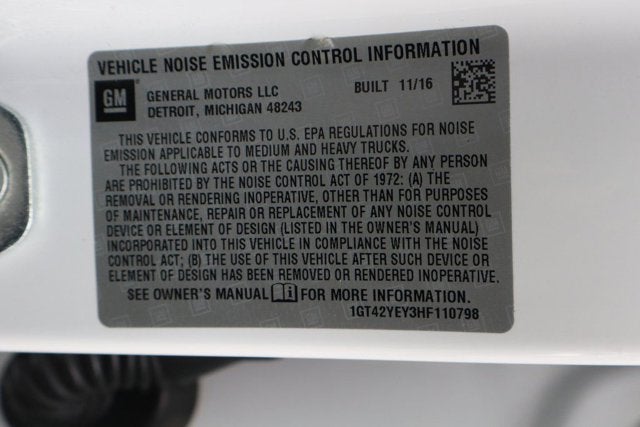 VEHICLE NOISE EMISSION CONTROL INFORMATION
GM
GENERAL MOTORS LLC BUILT 11/16
DETROIT, MICHIGAN 48243
THIS VEHICLE CONFORMS TO U.S. EPA REGULATIONS FOR NOISE
EMISSION APPLICABLE TO MEDIUM AND HEAVY TRUCKS.
THE FOLLOWING ACTS OR THE CAUSING THEREOF BY ANY PERSON
ARE PROHIBITED BY THE NOISE CONTROL ACT OF 1972: (A) THE
REMOVAL OR RENDERING INOPERATIVE, OTHER THAN FOR PURPOSES
OF MAINTENANCE, REPAIR OR REPLACEMENT OF ANY NOISE CONTROL
DEVICE OR ELEMENT OF DESIGN (LISTED IN THE OWNER'S MANUAL)
INCORPORATED INTO THIS VEHICLE IN COMPLIANCE WITH THE NOISE
CONTROL ACT; (B) THE USE OF THIS VEHICLE AFTER SUCH DEVICE OR
ELEMENT OF DESIGN HAS BEEN REMOVED OR RENDERED INOPERATIVE.
SEE OWNER'S MANUAL FOR MORE INFORMATION.
1GT42YEY3HF110798